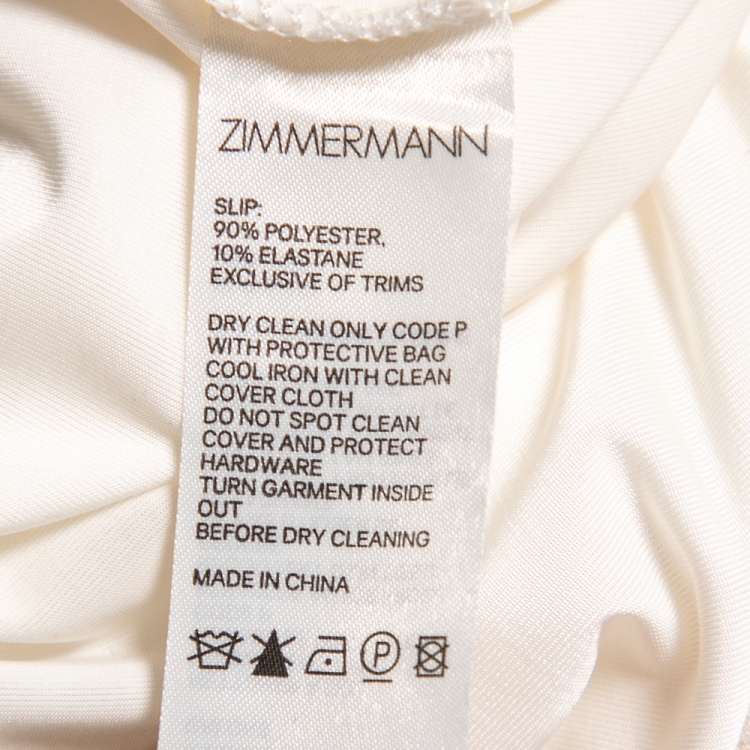 ZIMMERMANN
SLIP:
90% POLYESTER,
10% ELASTANE
EXCLUSIVE OF TRIMS
DRY CLEAN ONLY CODE P
WITH PROTECTIVE BAG
COOL IRON WITH CLEAN
COVER CLOTH
DO NOT SPOT CLEAN
COVER AND PROTECT
HARDWARE
TURN GARMENT INSIDE
OUT
BEFORE DRY CLEANING
MADE IN CHINA
P